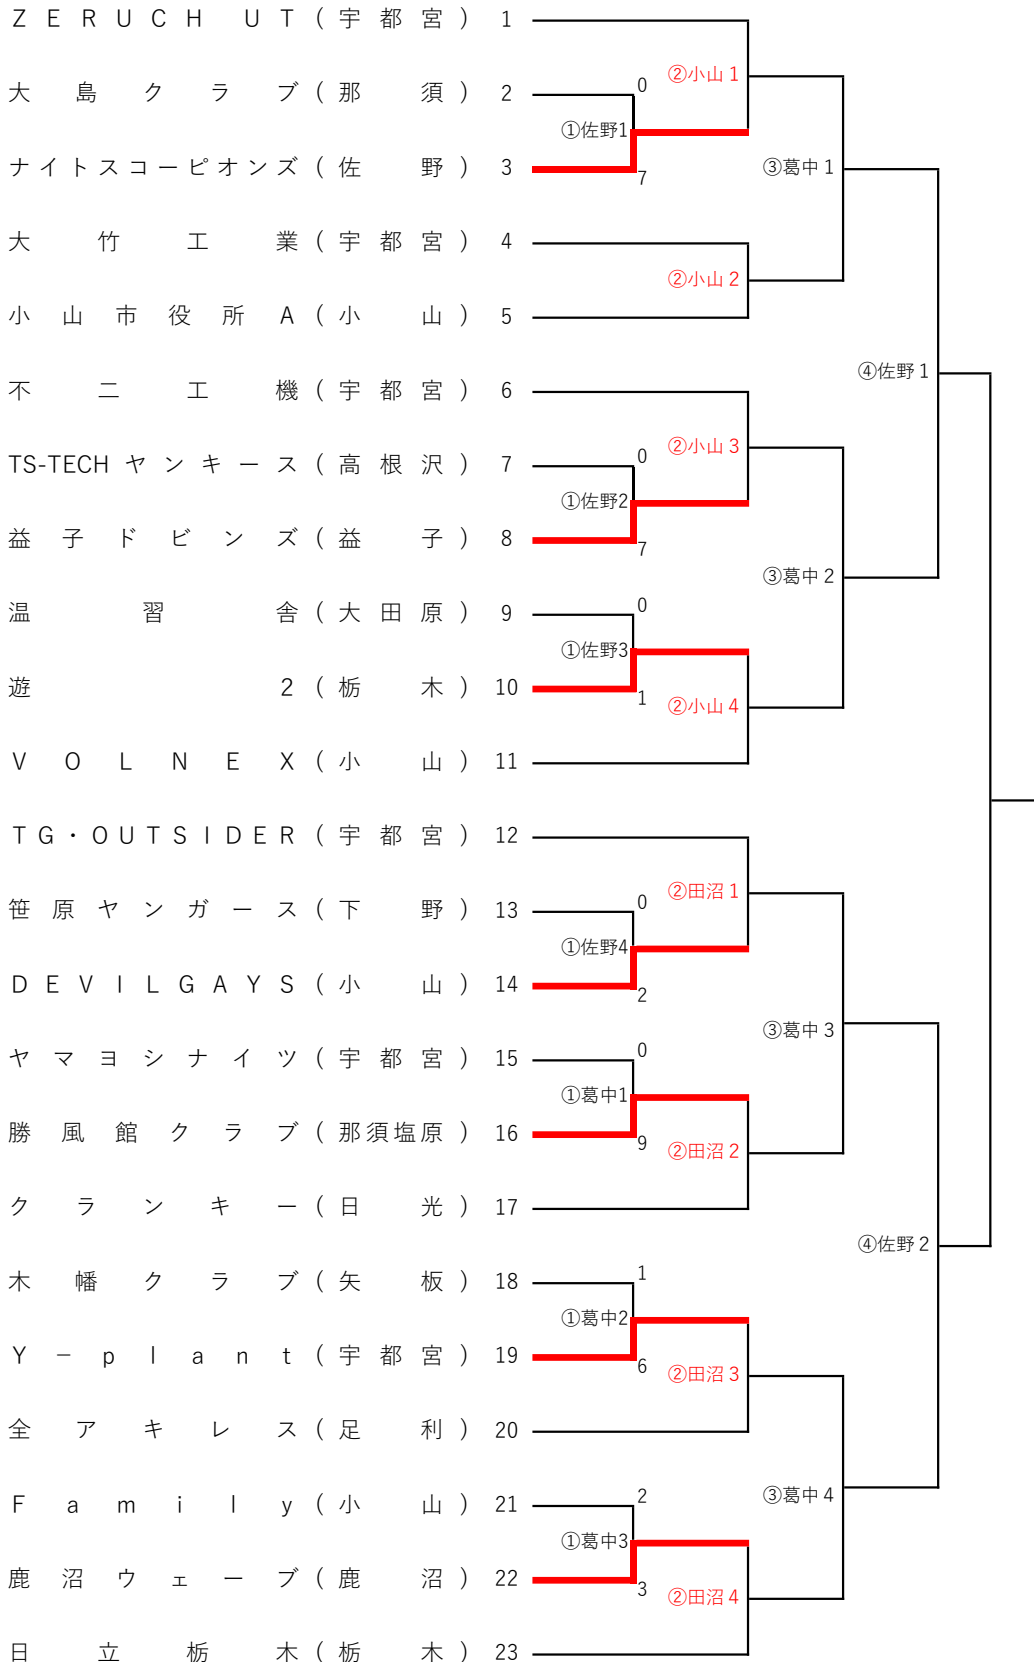 ZERUCH UT(宇都宮) 1
②小山1
0
大島クラブ(那須) 2
①佐野1
ナイトスコーピオンズ(佐野) 3
7
③葛中1
大竹工業(宇都宮) 4
②小山2
小山市役所A(小山) 5
④佐野1
不二工機(宇都宮) 6
②小山3
0
TS-TECHヤンキース(高根沢) 7
①佐野2
益子ドビンズ(益子) 8
7
③葛中2
0
温習舎(大田原) 9
①佐野3
遊2(栃木) 10
1
②小山4
VOLNEX(小山) 11
TG・OUTSIDER(宇都宮) 12
②田沼1
0
笹原ヤンガース(下野) 13
①佐野4
DEVILGAYS(小山) 14
2
③葛中3
0
ヤマヨシナイツ(宇都宮) 15
①葛中1
勝風館クラブ(那須塩原) 16
9
②田沼2
クランキー(日光) 17
④佐野2
1
木幡クラブ(矢板) 18
①葛中2
Y－plant(宇都宮) 19
6
②田沼3
全アキレス(足利) 20
③葛中4
2
Family(小山) 21
①葛中3
鹿沼ウェーブ(鹿沼) 22
3
②田沼4
日立栃木(栃木) 23